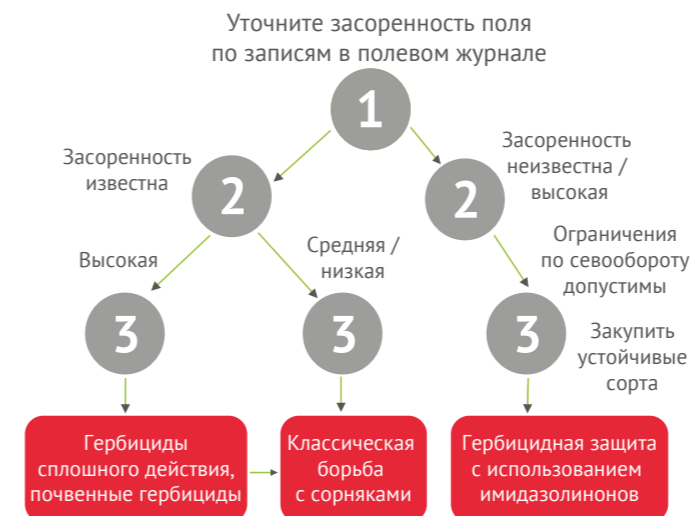 Уточните засоренность поля
по записям в полевом журнале
1
Засоренность
известна
2
Засоренность
неизвестна /
высокая
2
Высокая
Средняя /
низкая
Ограничения
по севообороту
допустимы
3
3
3
Закупить
устойчивые
сорта
Гербициды
сплошного действия,
почвенные гербициды
Классическая
борьба
с сорняками
Гербицидная защита
с использованием
имидазолинонов